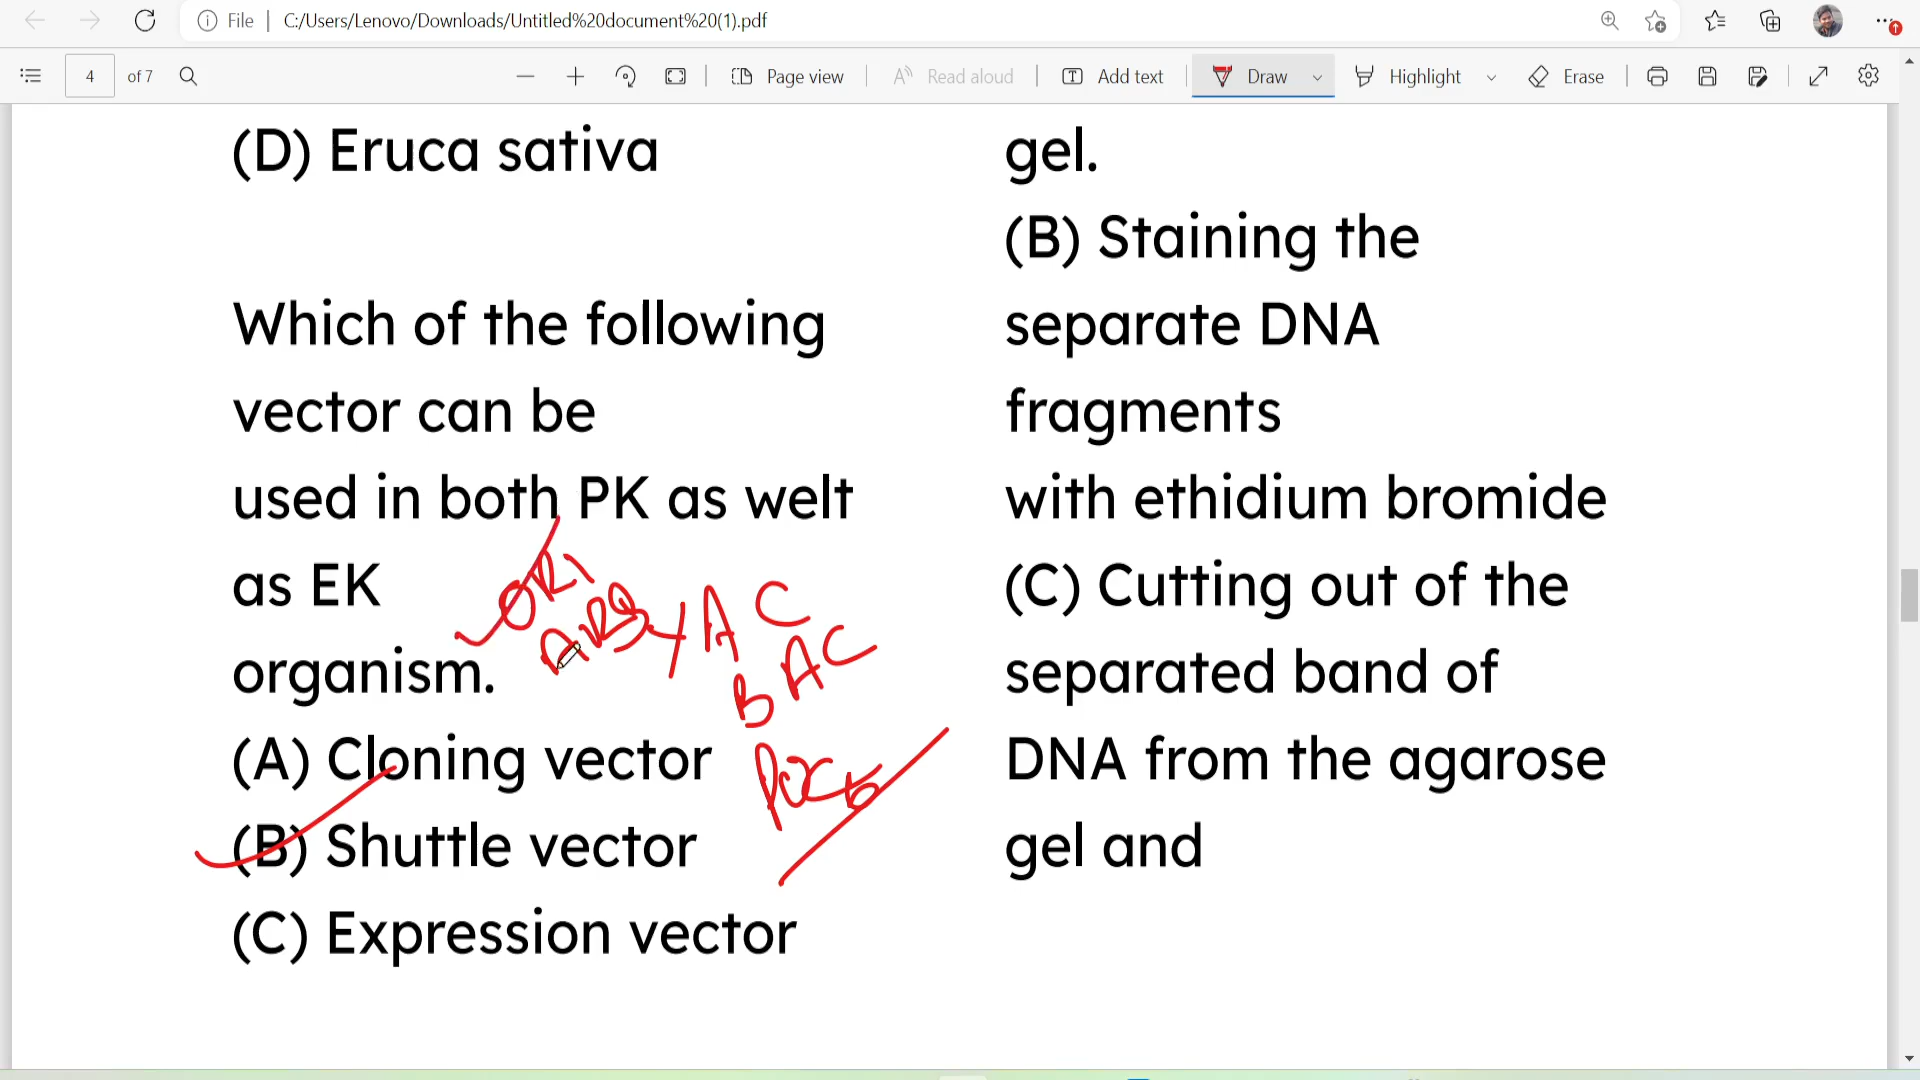 File
C:/Users/Lenovo/Downloads/Untitled%20document%20(1).pdf
4 of 7
Page view
Read aloud
Add text
Draw
Highlight
Erase
(D) Eruca sativa
Which of the following
vector can be
used in both PK as welt
as EK
organism.
(A) Cloning vector
(B) Shuttle vector
(C) Expression vector
ORI
ARS
YAC
BAC
gel.
(B) Staining the
separate DNA
fragments
with ethidium bromide
(C) Cutting out of the
separated band of
DNA from the agarose
gel and